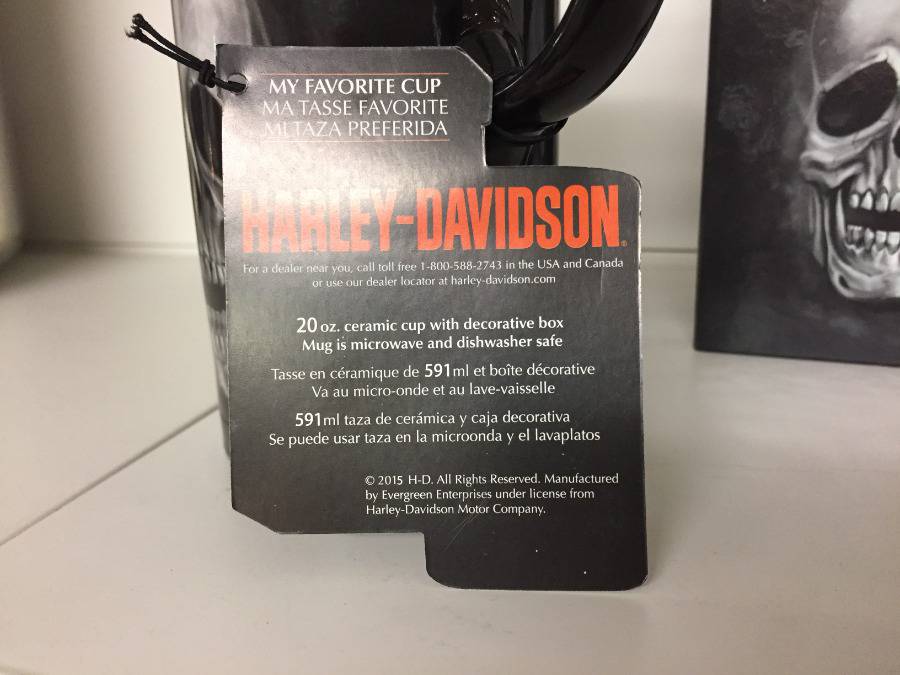 MY FAVORITE CUP
MA TASSE FAVORITE
MI TAZA PREFERIDA
HARLEY-DAVIDSON®
For a dealer near you, call toll free 1-800-588-2743 in the USA and Canada
or use our dealer locator at harley-davidson.com
20 oz. ceramic cup with decorative box
Mug is microwave and dishwasher safe
Tasse en céramique de 591ml et boîte décorative
Va au micro-onde et au lave-vaisselle
591ml taza de cerámica y caja decorativa
Se puede usar taza en la microonda y el lavaplatos
© 2015 H-D. All Rights Reserved. Manufactured
by Evergreen Enterprises under license from
Harley-Davidson Motor Company.